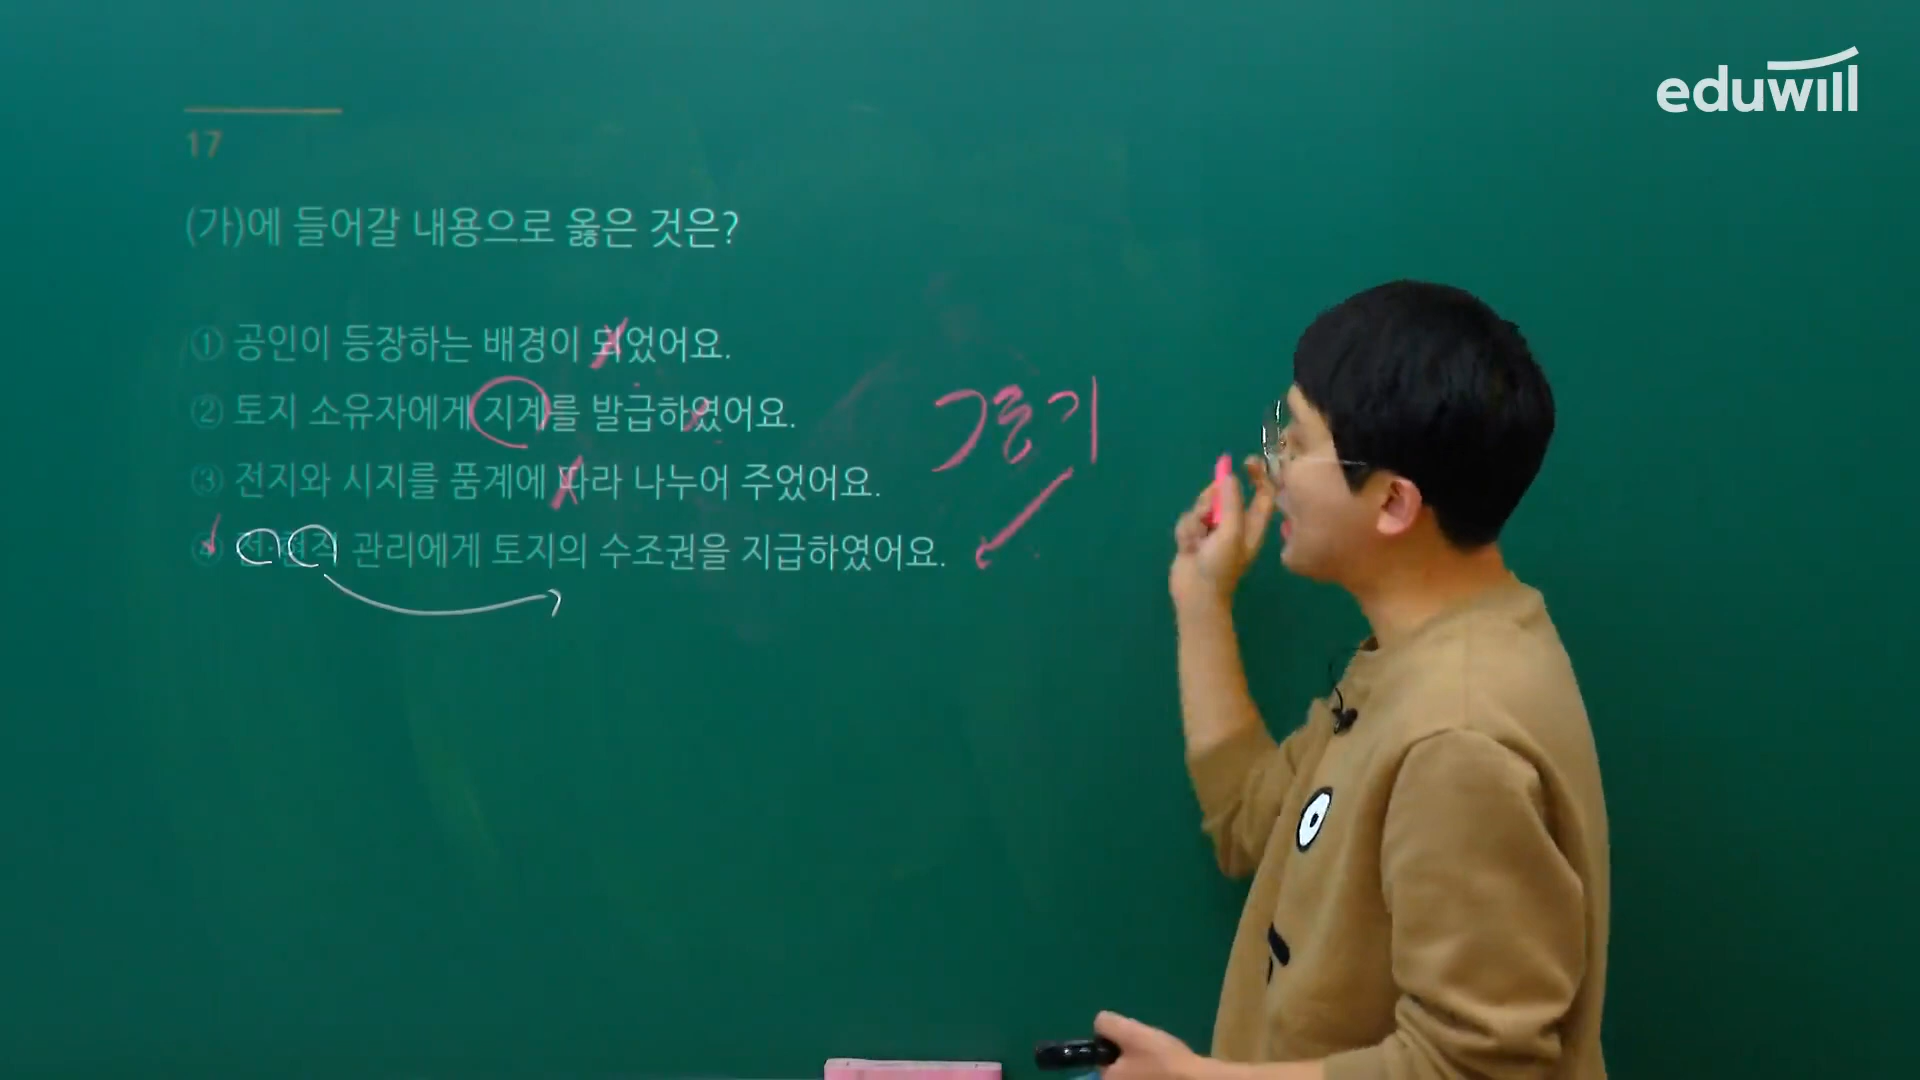 eduwill
17
(가)에 들어갈 내용으로 옳은 것은?
① 공인이 등장하는 배경이 되었어요.
② 토지 소유자에게 지계를 발급하였어요.
③ 전지와 시지를 품계에 따라 나누어 주었어요.
④ 전·현직 관리에게 토지의 수조권을 지급하였어요.